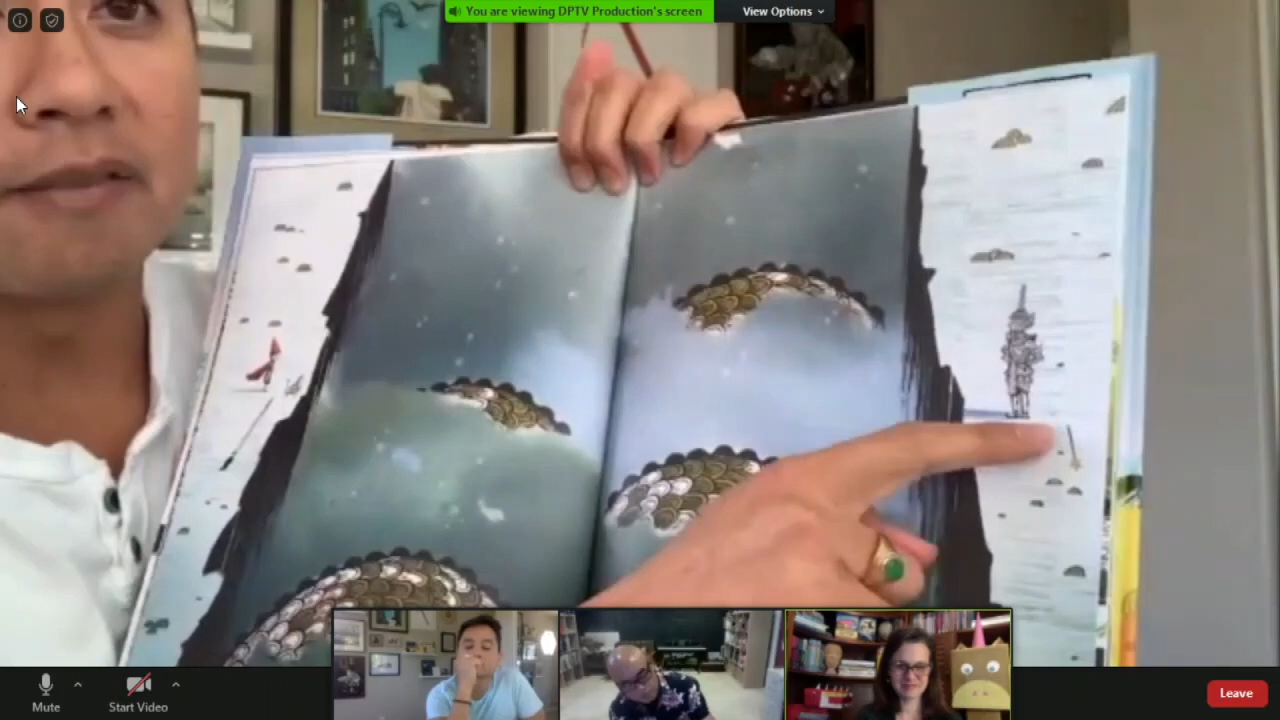 You are viewing DPTV Production's screen
View Options
Mute
Start Video
Leave